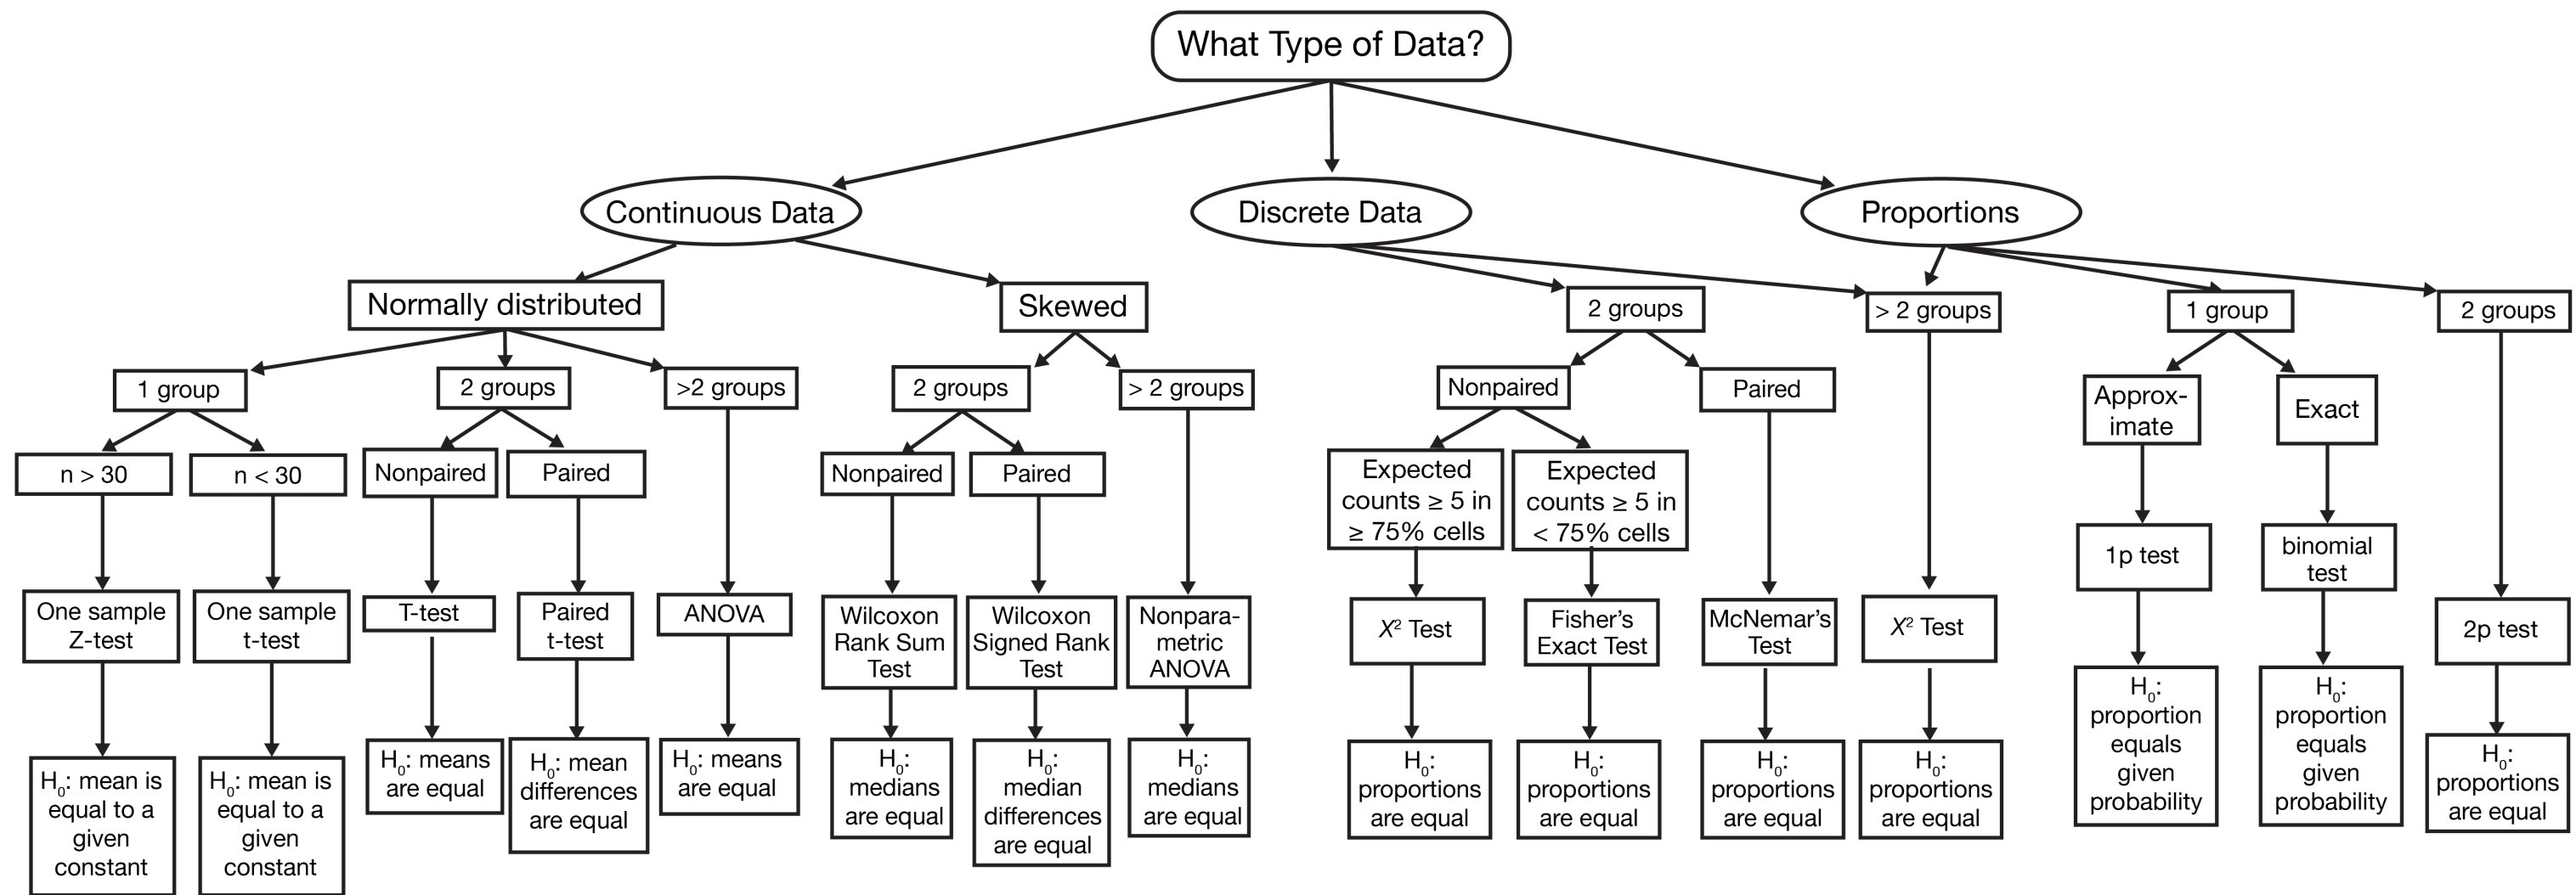 What Type of Data?
Continuous Data
Discrete Data
Proportions
Normally distributed
Skewed
2 groups
> 2 groups
1 group
2 groups
1 group
2 groups
>2 groups
2 groups
> 2 groups
Nonpaired
Paired
Approx-
imate
Exact
n > 30
n < 30
Nonpaired
Paired
Nonpaired
Paired
Expected
counts ≥ 5 in
≥ 75% cells
Expected
counts ≥ 5 in
< 75% cells
1p test
binomial
test
One sample
Z-test
One sample
t-test
T-test
Paired
t-test
ANOVA
Wilcoxon
Rank Sum
Test
Wilcoxon
Signed Rank
Test
Nonpara-
metric
ANOVA
X² Test
Fisher's
Exact Test
McNemar's
Test
X² Test
2p test
H₀: mean is
equal to a
given
constant
H₀: mean is
equal to a
given
constant
H₀: means
are equal
H₀: mean
differences
are equal
H₀: means
are equal
H₀:
medians
are equal
H₀:
median
differences
are equal
H₀:
medians
are equal
H₀:
proportions
are equal
H₀:
proportions
are equal
H₀:
proportions
are equal
H₀:
proportions
are equal
H₀:
proportion
equals
given
probability
H₀:
proportion
equals
given
probability
H₀:
proportions
are equal